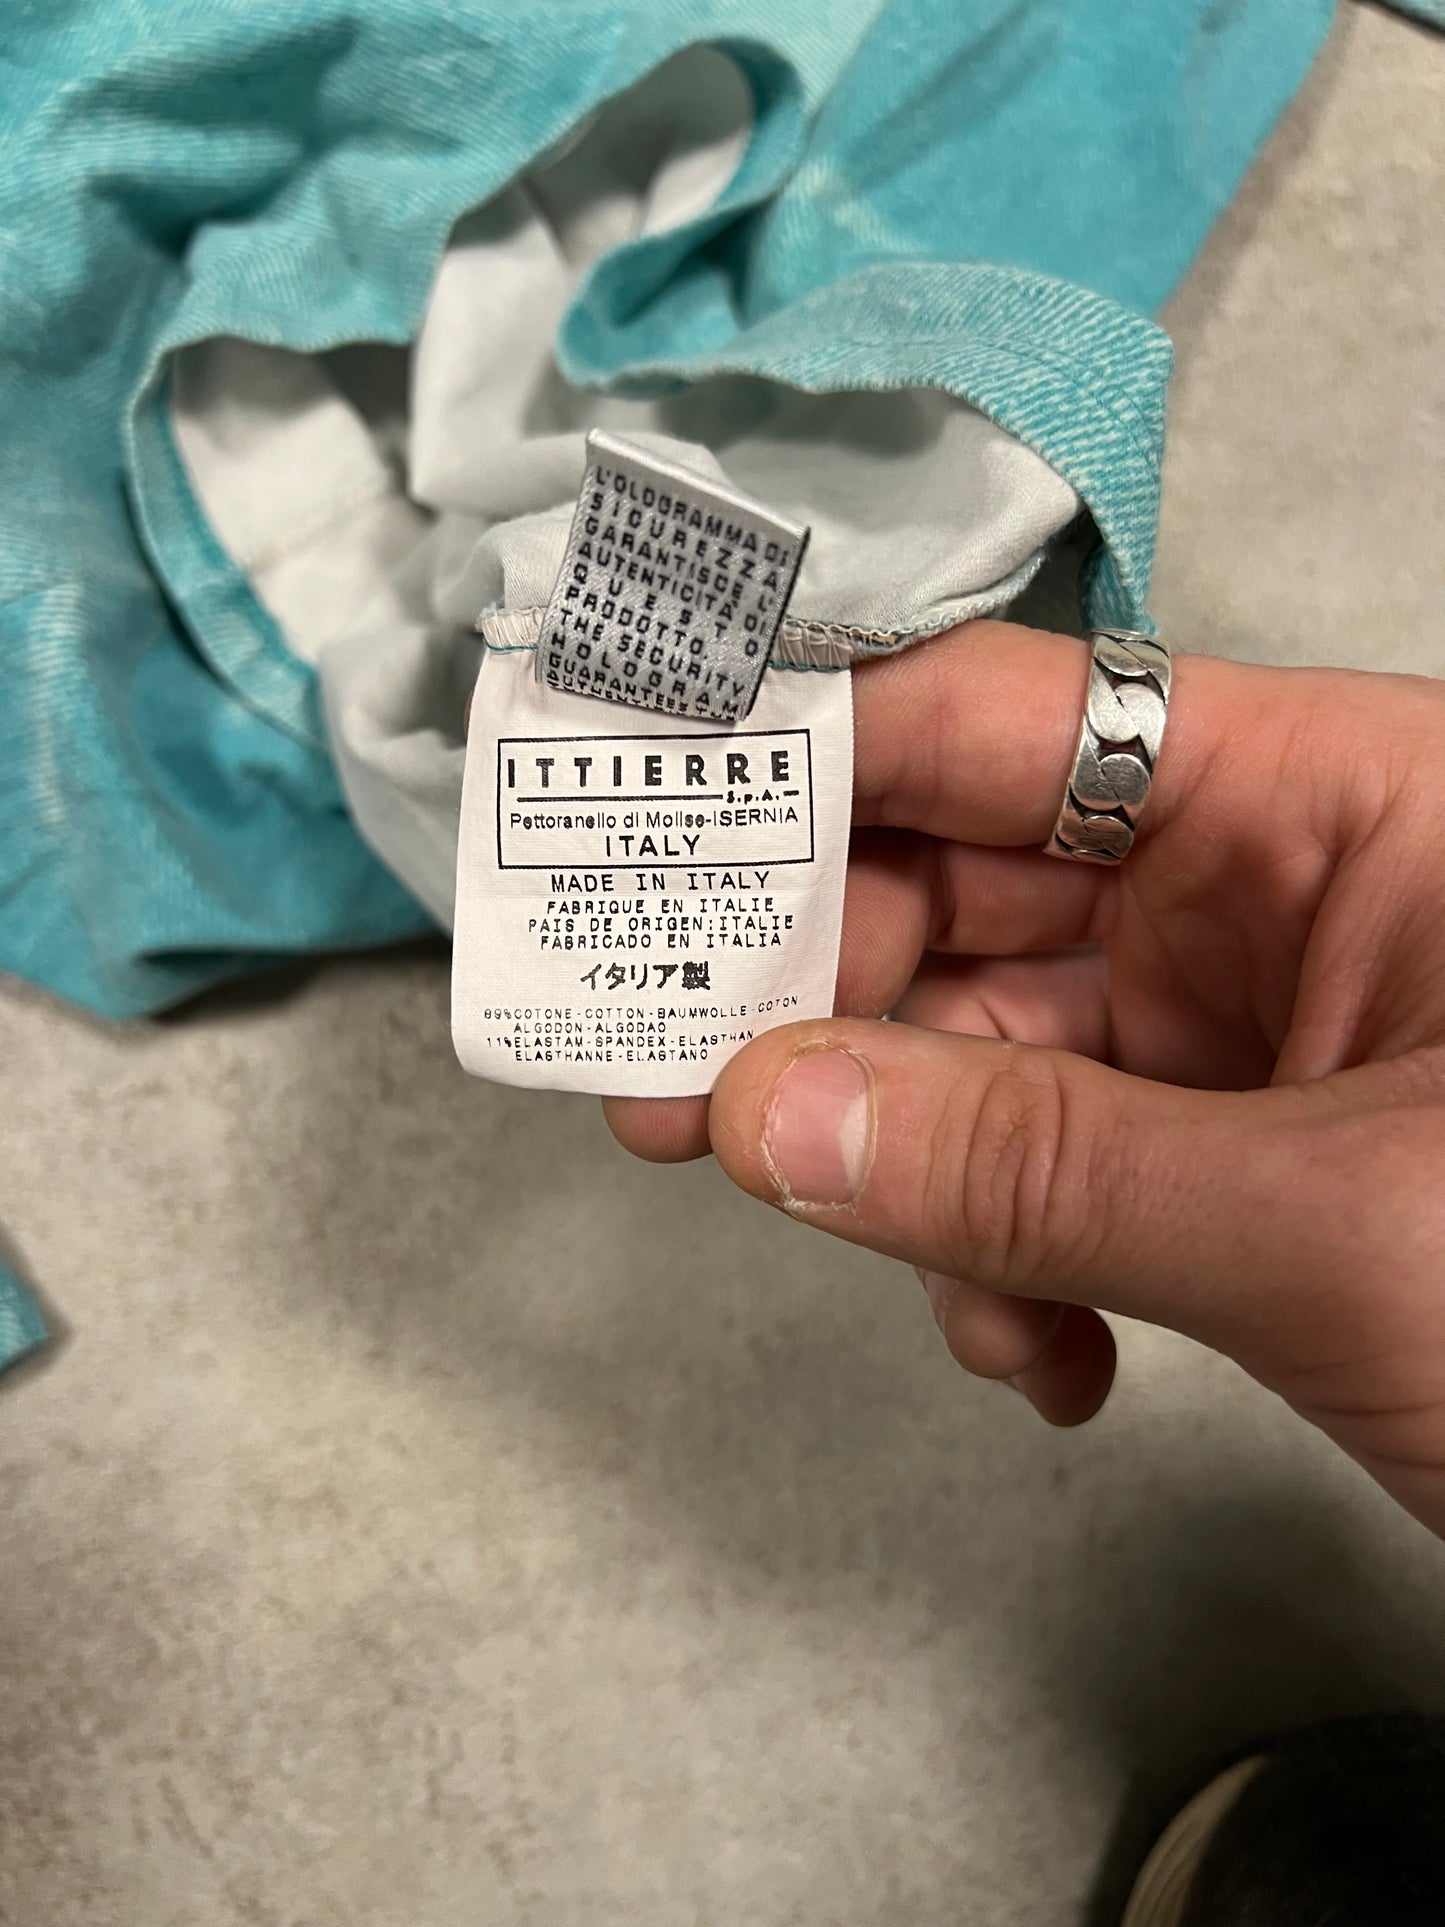 L'OLOGRAMMA DI
SICUREZZA
GARANTISCE L'
AUTENTICITÀ DI
QUESTO
PRODOTTO.
THE SECURITY
HOLOGRAM
GUARANTEES
ITTIERRE
S.p.A.
Pettoranello di Molise-ISERNIA
ITALY
MADE IN ITALY
FABRIQUE EN ITALIE
PAIS DE ORIGEN:ITALIE
FABRICADO EN ITALIA
イタリア製
89%COTONE-COTTON-BAUMWOLLE-COTON
ALGODON-ALGODAO
11%ELASTAM-SPANDEX-ELASTHAN
ELASTHANNE-ELASTANO